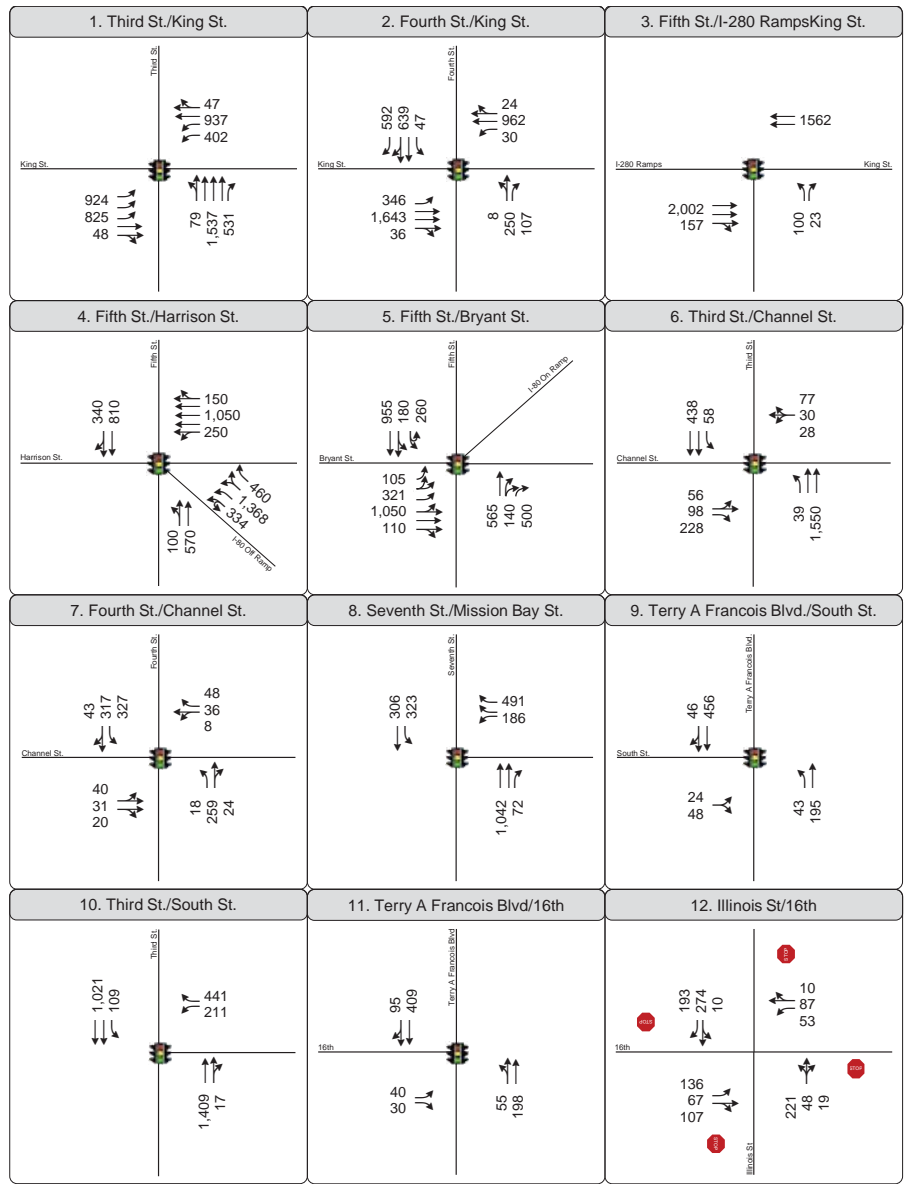 1. Third St./King St.
Third St.
47
937
402
King St.
924
825
48
79
1,537
531
2. Fourth St./King St.
Fourth St.
592
639
47
24
962
30
King St.
346
1,643
36
8
250
107
3. Fifth St./I-280 RampsKing St.
1562
I-280 Ramps
King St.
2,002
157
100
23
4. Fifth St./Harrison St.
Fifth St.
340
810
150
1,050
250
Harrison St.
460
1,368
334
100
570
I-80 Off Ramp
5. Fifth St./Bryant St.
Fifth St.
I-80 On Ramp
955
180
260
Bryant St.
105
321
1,050
110
565
140
500
6. Third St./Channel St.
Third St.
438
58
77
30
28
Channel St.
56
98
228
39
1,550
7. Fourth St./Channel St.
Fourth St.
43
317
327
48
36
8
Channel St.
40
31
20
18
259
24
8. Seventh St./Mission Bay St.
Seventh St.
306
323
491
186
1,042
72
9. Terry A Francois Blvd./South St.
Terry A Francois Blvd.
46
456
South St.
24
48
43
195
10. Third St./South St.
Third St.
1,021
109
441
211
1,409
17
11. Terry A Francois Blvd/16th
Terry A Francois Blvd
95
409
16th
40
30
55
198
12. Illinois St/16th
STOP
193
274
10
10
87
53
STOP
16th
STOP
136
67
107
221
48
19
STOP
Illinois St